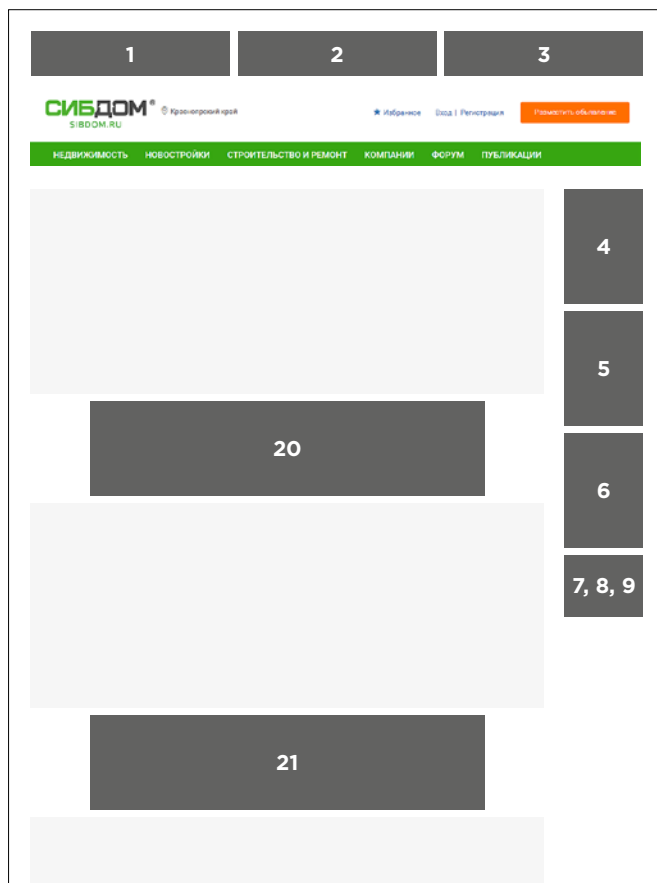 1 2 3
СИБДОМ® Красноярский край ★ Избранное Вход | Регистрация Разместить объявление
SIBDOM.RU
НЕДВИЖИМОСТЬ НОВОСТРОЙКИ СТРОИТЕЛЬСТВО И РЕМОНТ КОМПАНИИ ФОРУМ ПУБЛИКАЦИИ
4
5
20
6
7, 8, 9
21